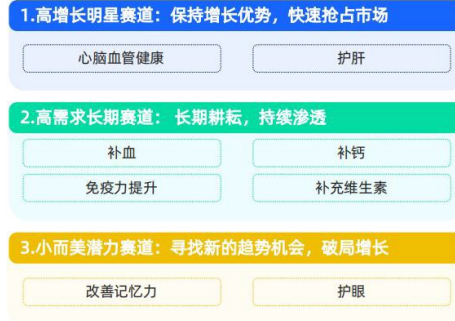 1.高增长明星赛道：保持增长优势，快速抢占市场
心脑血管健康 护肝
2.高需求长期赛道：长期耕耘，持续渗透
补血 补钙
免疫力提升 补充维生素
3.小而美潜力赛道：寻找新的趋势机会，破局增长
改善记忆力 护眼